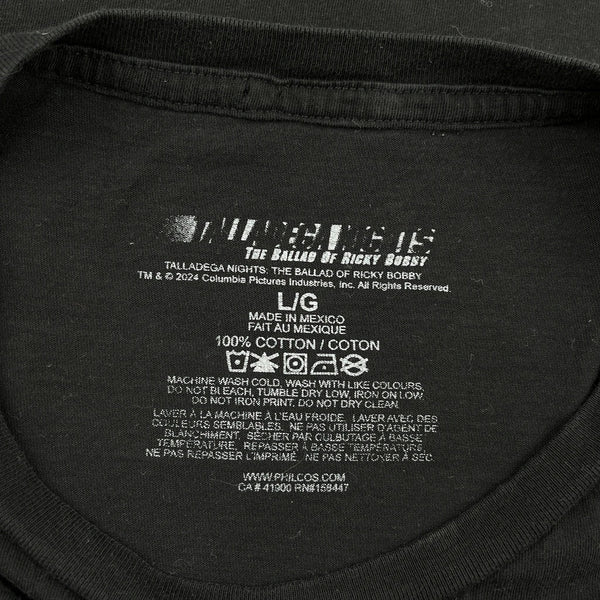 TALLADEGA NIGHTS
THE BALLAD OF RICKY BOBBY
TALLADEGA NIGHTS: THE BALLAD OF RICKY BOBBY
TM & © 2024 Columbia Pictures Industries, Inc. All Rights Reserved.
L/G
MADE IN MEXICO
FAIT AU MEXIQUE
100% COTTON / COTON
MACHINE WASH COLD, WASH WITH LIKE COLOURS,
DO NOT BLEACH, TUMBLE DRY LOW, IRON ON LOW,
DO NOT IRON PRINT, DO NOT DRY CLEAN.
LAVER À LA MACHINE À L'EAU FROIDE. LAVER AVEC DES
COULEURS SEMBLABLES. NE PAS UTILISER D'AGENT DE
BLANCHIMENT. SÉCHER PAR CULBUTAGE À BASSE
TEMPÉRATURE. REPASSER À BASSE TEMPÉRATURE.
NE PAS REPASSER L'IMPRIMÉ. NE PAS NETTOYER À SEC.
WWW.PHILCOS.COM
CA # 41900 RN#159447